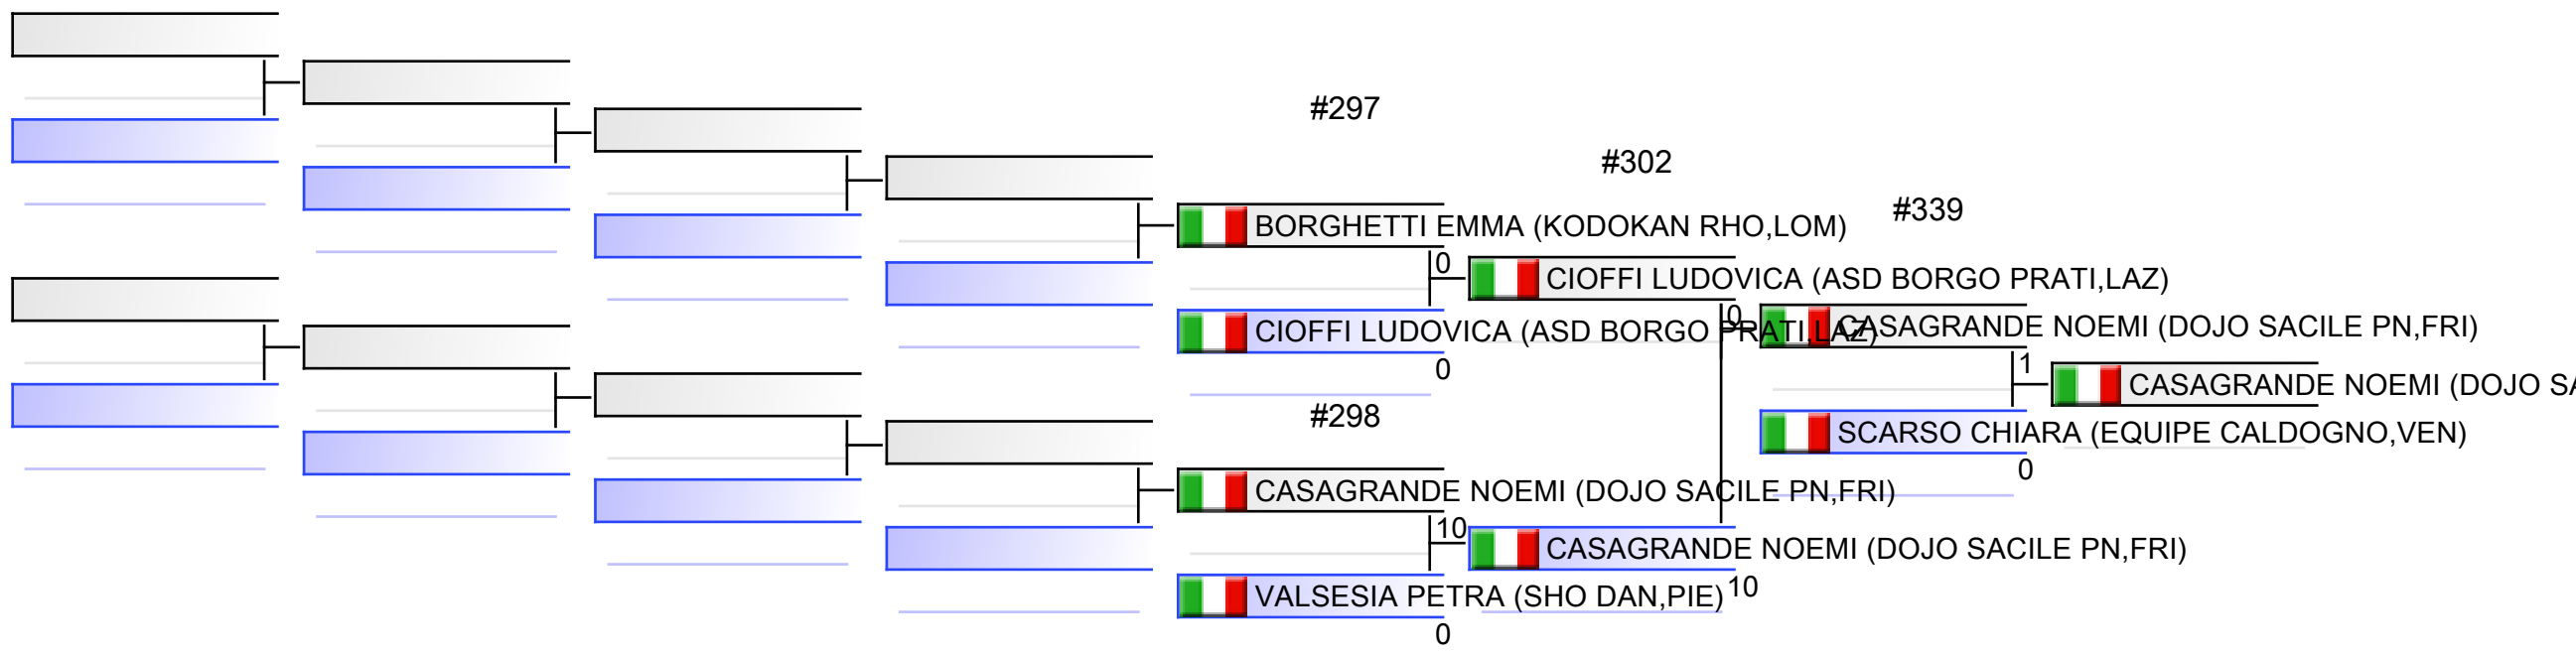 #297
#302
#339
BORGHETTI EMMA (KODOKAN RHO,LOM)
0
CIOFFI LUDOVICA (ASD BORGO PRATI,LAZ)
CIOFFI LUDOVICA (ASD BORGO PRATI,LAZ)
0
0
CASAGRANDE NOEMI (DOJO SACILE PN,FRI)
1
CASAGRANDE NOEMI (DOJO SA
SCARSO CHIARA (EQUIPE CALDOGNO,VEN)
0
#298
CASAGRANDE NOEMI (DOJO SACILE PN,FRI)
10
CASAGRANDE NOEMI (DOJO SACILE PN,FRI)
10
VALSESIA PETRA (SHO DAN,PIE)
0